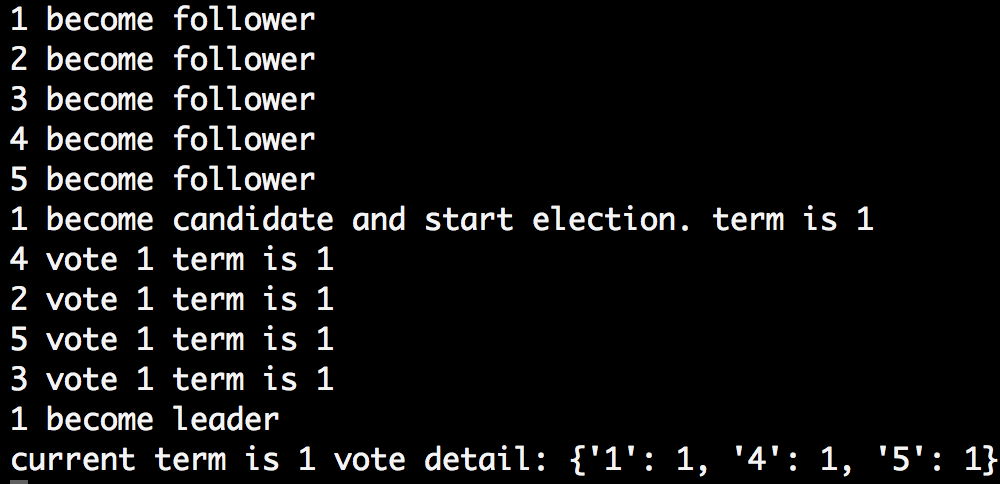 1 become follower
2 become follower
3 become follower
4 become follower
5 become follower
1 become candidate and start election. term is 1
4 vote 1 term is 1
2 vote 1 term is 1
5 vote 1 term is 1
3 vote 1 term is 1
1 become leader
current term is 1 vote detail: {'1': 1, '4': 1, '5': 1}